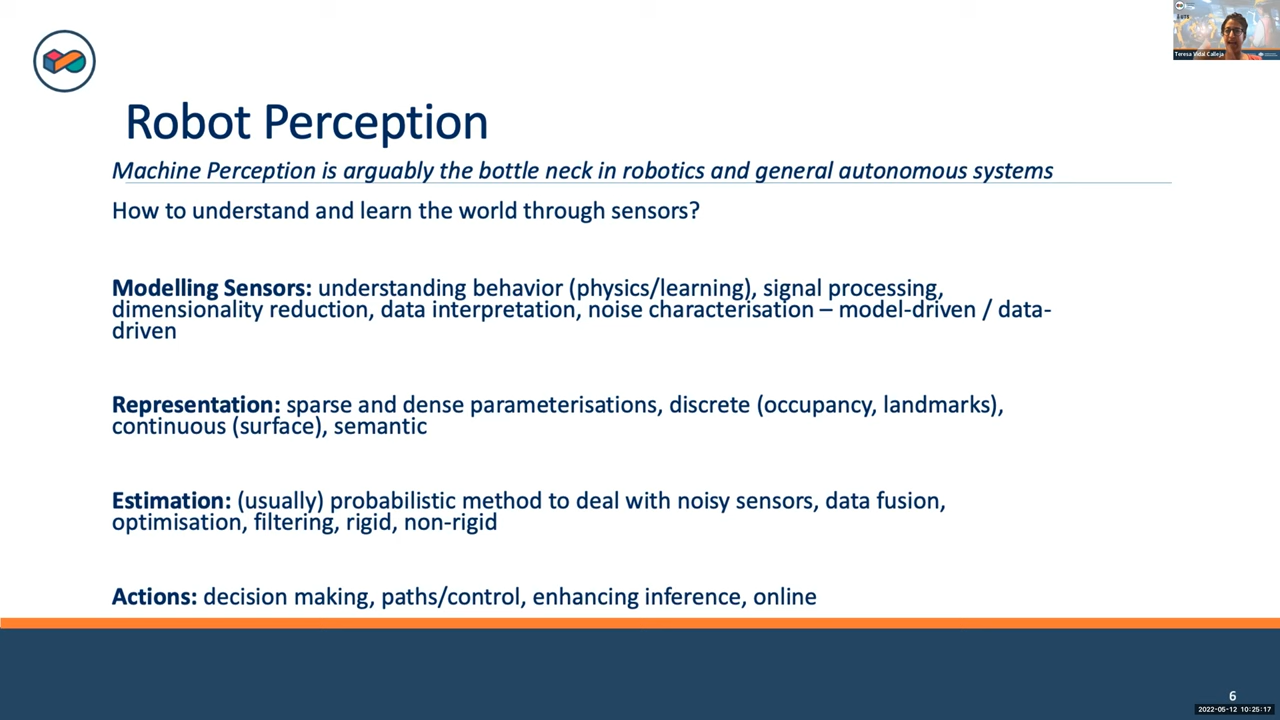 Teresa Vidal Calleja
Robot Perception
Machine Perception is arguably the bottle neck in robotics and general autonomous systems
How to understand and learn the world through sensors?
Modelling Sensors: understanding behavior (physics/learning), signal processing,
dimensionality reduction, data interpretation, noise characterisation – model-driven / data-
driven
Representation: sparse and dense parameterisations, discrete (occupancy, landmarks),
continuous (surface), semantic
Estimation: (usually) probabilistic method to deal with noisy sensors, data fusion,
optimisation, filtering, rigid, non-rigid
Actions: decision making, paths/control, enhancing inference, online
6
2022-05-12 10:25:17